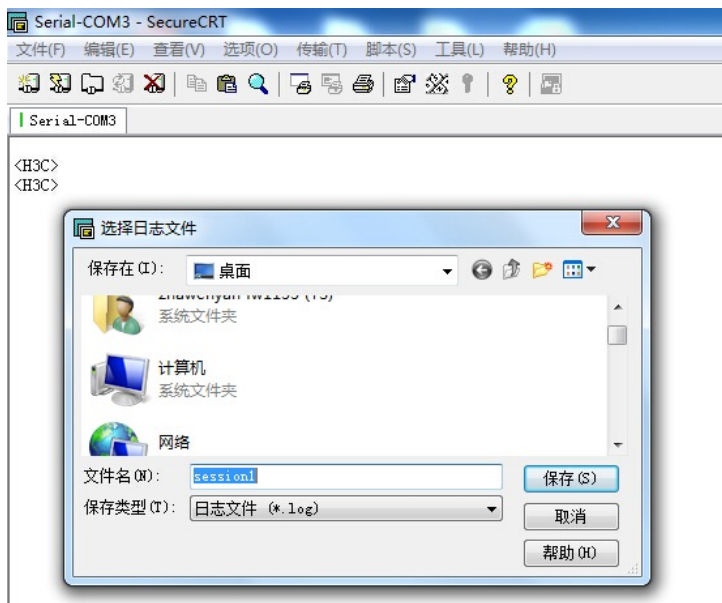 Serial-COM3 - SecureCRT
文件(F) 编辑(E) 查看(V) 选项(O) 传输(T) 脚本(S) 工具(L) 帮助(H)
Serial-COM3
<H3C>
<H3C>
选择日志文件
保存在(I): 桌面
系统文件夹
计算机
系统文件夹
网络
文件名(N): session1 保存(S)
保存类型(T): 日志文件 (*.log) 取消
帮助(H)